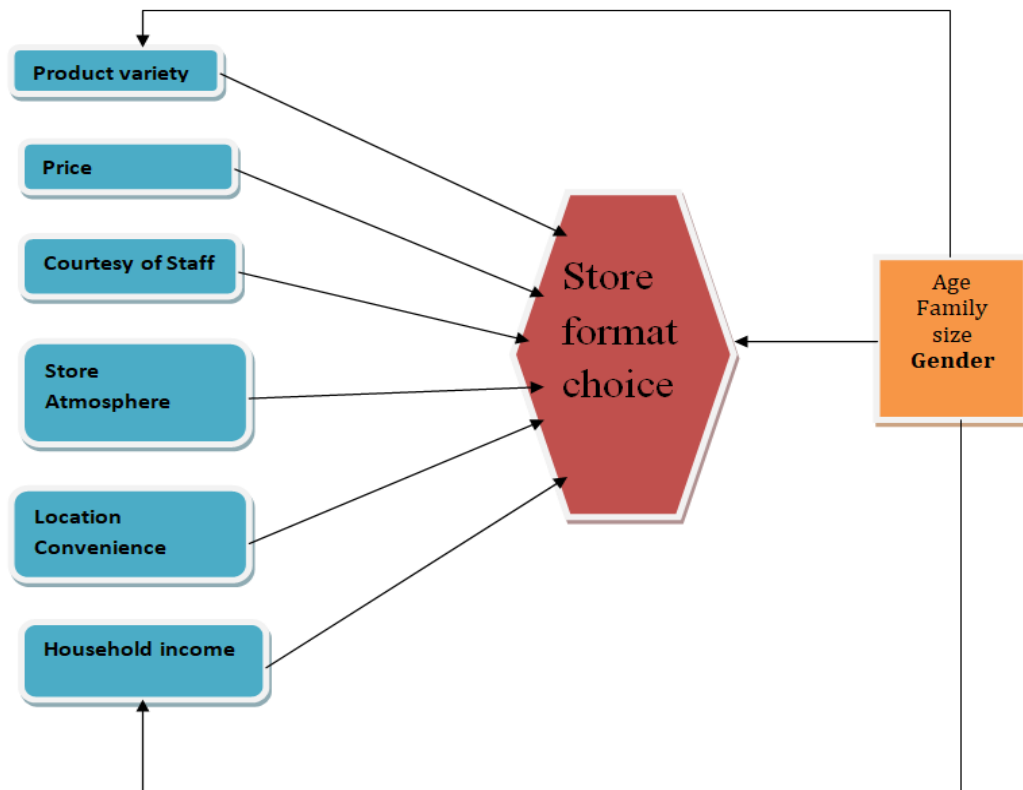 Product variety
Price
Courtesy of Staff
Store
Atmosphere
Location
Convenience
Household income
Store
format
choice
Age
Family
size
Gender